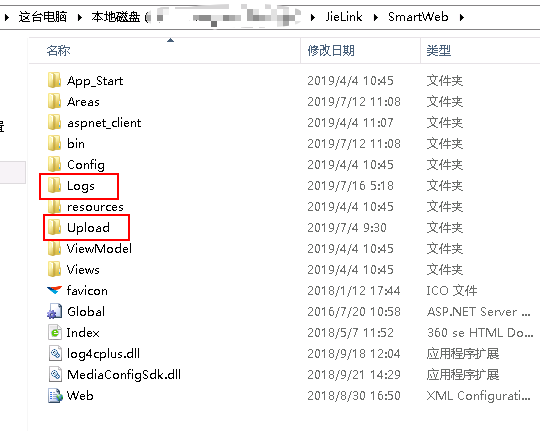 这台电脑 本地磁盘 ( JieLink SmartWeb
名称 修改日期 类型
App_Start 2019/4/4 10:45 文件夹
Areas 2019/7/12 11:08 文件夹
aspnet_client 2019/4/4 11:07 文件夹
bin 2019/7/12 11:08 文件夹
Config 2019/4/4 10:45 文件夹
Logs 2019/7/16 5:18 文件夹
resources 2019/4/4 10:45 文件夹
Upload 2019/7/4 9:30 文件夹
ViewModel 2019/4/4 10:45 文件夹
Views 2019/4/4 10:45 文件夹
favicon 2018/1/12 17:44 ICO 文件
Global 2016/7/20 10:58 ASP.NET Server ...
Index 2018/5/7 11:52 360 se HTML Do...
log4cplus.dll 2018/9/18 12:04 应用程序扩展
MediaConfigSdk.dll 2018/9/21 14:29 应用程序扩展
Web 2018/8/30 16:50 XML Configurati...